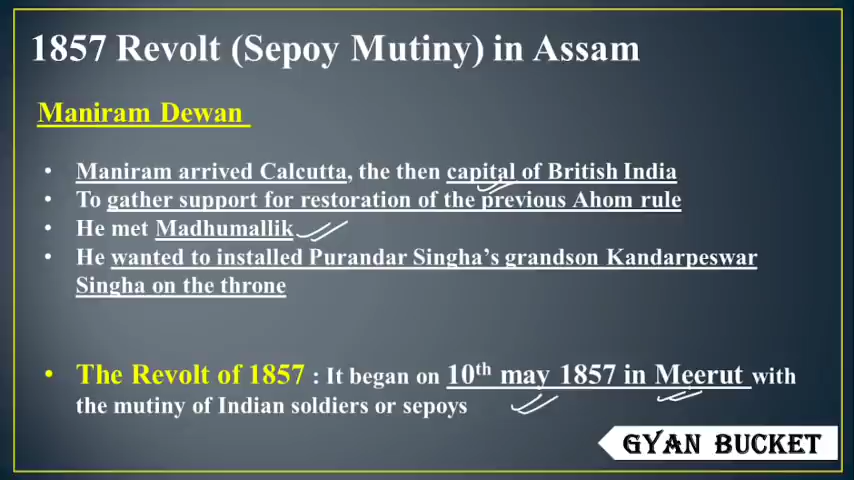 1857 Revolt (Sepoy Mutiny) in Assam
Maniram Dewan
• Maniram arrived Calcutta, the then capital of British India
• To gather support for restoration of the previous Ahom rule
• He met Madhumallik
• He wanted to installed Purandar Singha's grandson Kandarpeswar
Singha on the throne
• The Revolt of 1857 : It began on 10th may 1857 in Meerut with
the mutiny of Indian soldiers or sepoys
GYAN BUCKET